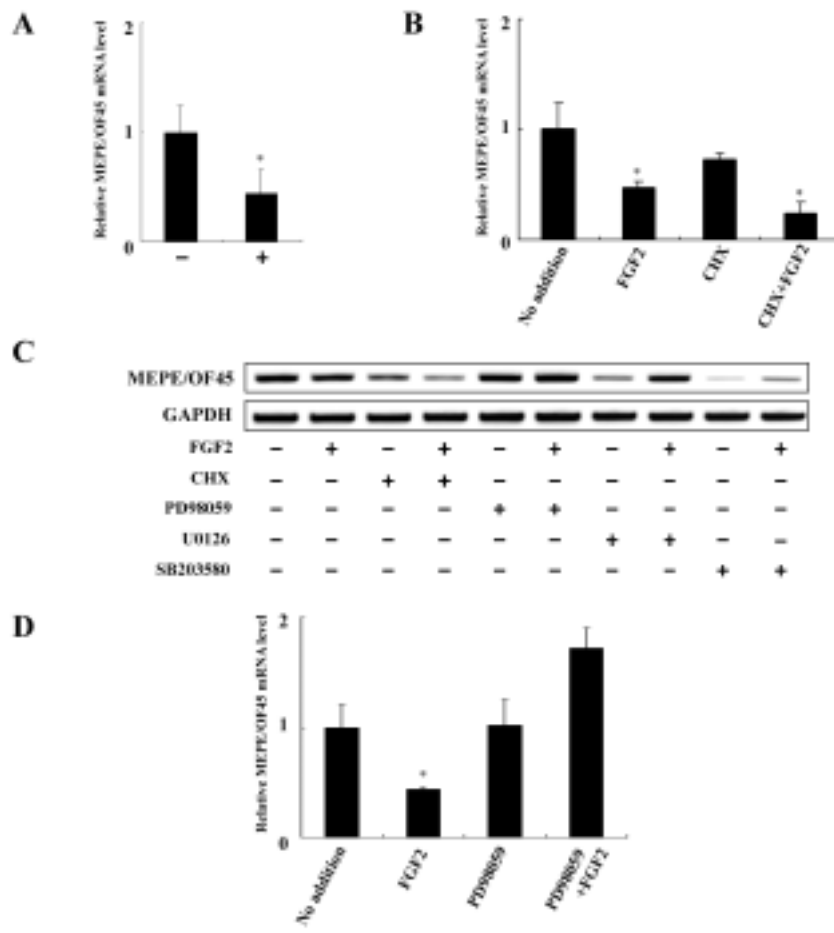 A
Relative MEPE/OF45 mRNA level
2
1
0
– +
*
B
Relative MEPE/OF45 mRNA level
2
1
0
*
*
No addition
FGF2
CHX
CHX+FGF2
C
MEPE/OF45
GAPDH
FGF2 – + – + – + – + – +
CHX – – + + – – – – – –
PD98059 – – – – + + – – – –
U0126 – – – – – – + + – –
SB203580 – – – – – – – – + +
D
Relative MEPE/OF45 mRNA level
2
1
0
*
No addition
FGF2
PD98059
PD98059
+FGF2